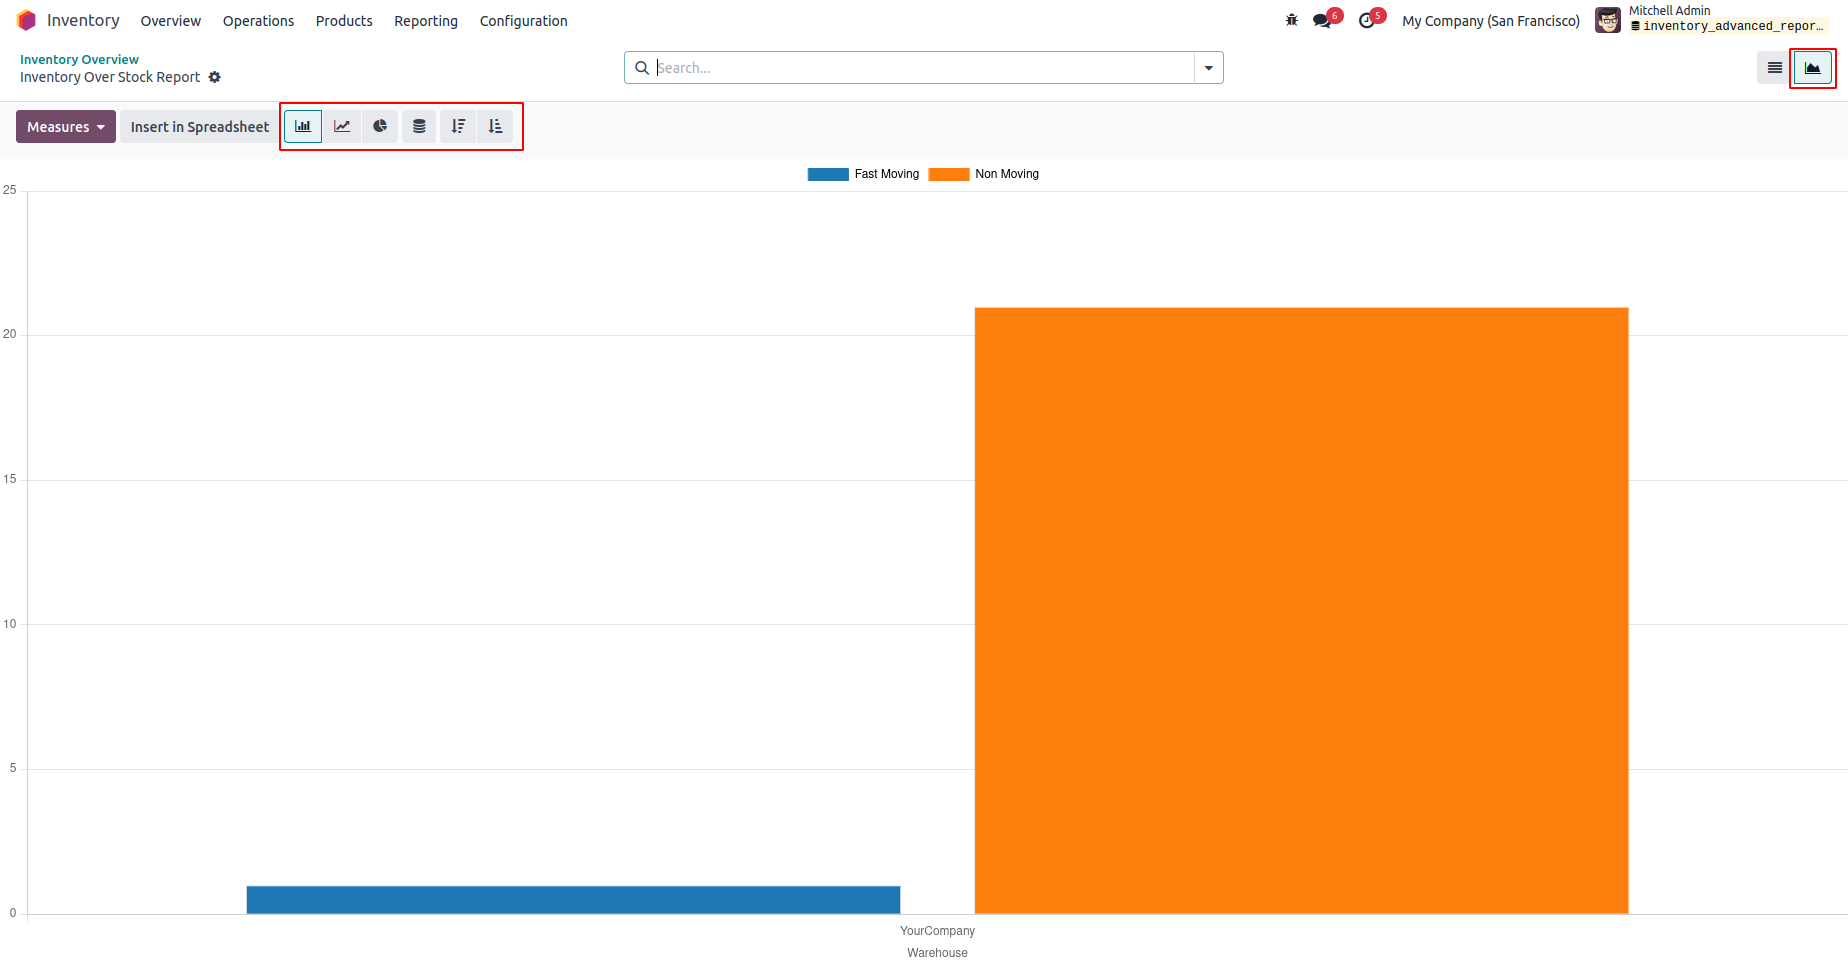 Inventory Overview Operations Products Reporting Configuration 6 5 My Company (San Francisco) Mitchell Admin
inventory_advanced_repor...
Inventory Overview
Inventory Over Stock Report
Search...
Measures Insert in Spreadsheet
Fast Moving Non Moving
25
20
15
10
5
0
YourCompany
Warehouse